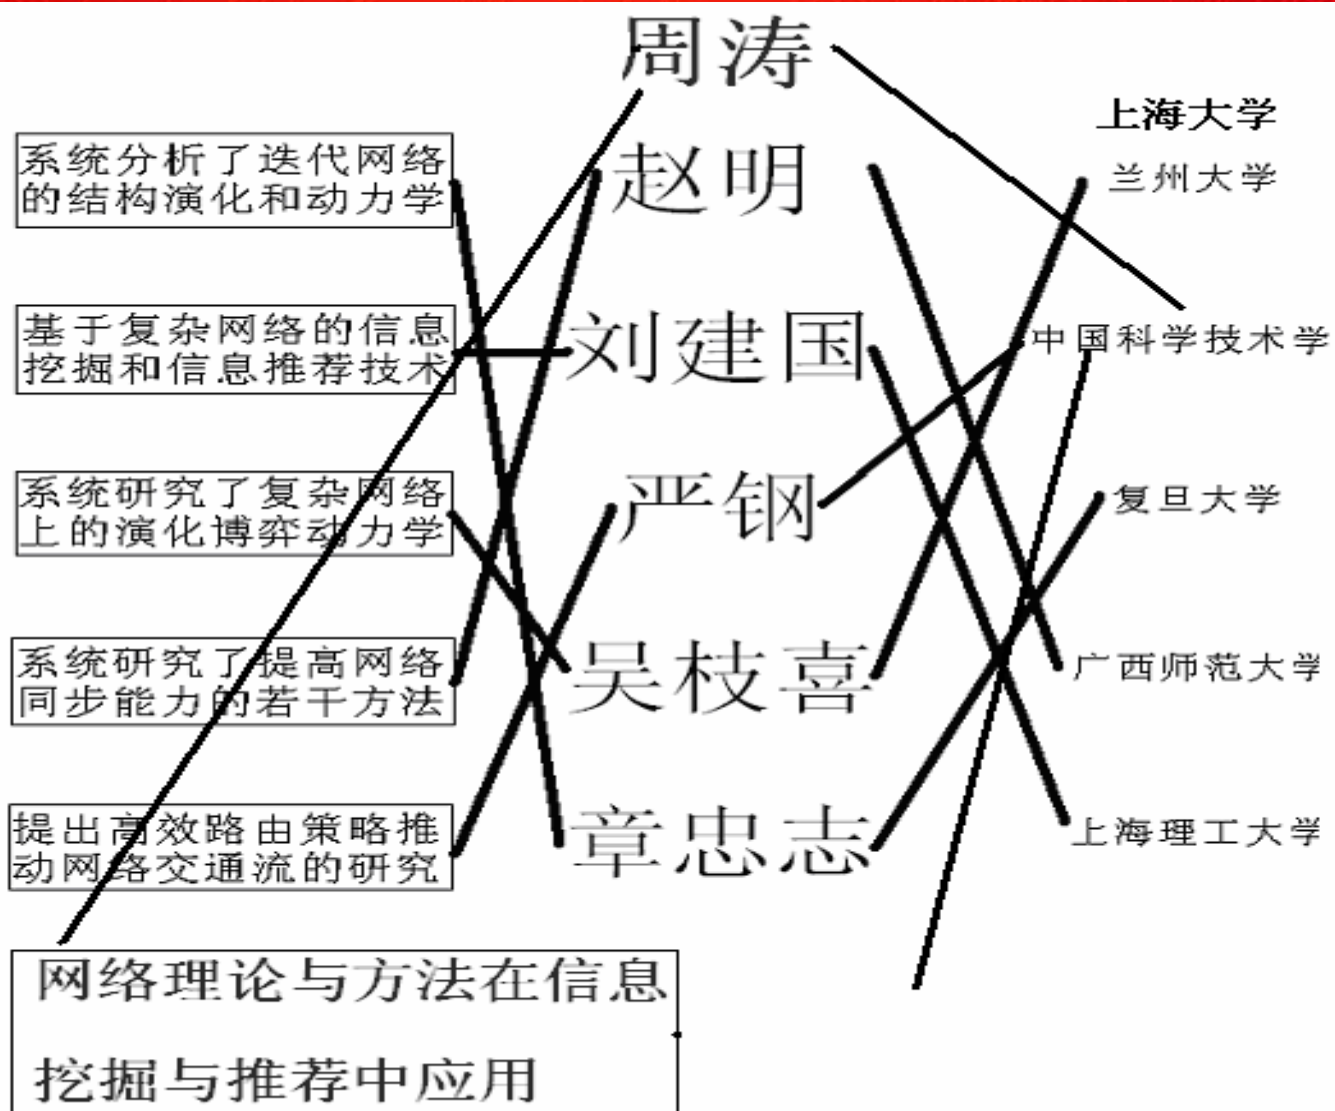 周涛
上海大学
系统分析了迭代网络
的结构演化和动力学
赵明
兰州大学
基于复杂网络的信息
挖掘和信息推荐技术
刘建国
中国科学技术学
系统研究了复杂网络
上的演化博弈动力学
严钢
复旦大学
系统研究了提高网络
同步能力的若干方法
吴枝喜
广西师范大学
提出高效路由策略推
动网络交通流的研究
章忠志
上海理工大学
网络理论与方法在信息
挖掘与推荐中应用